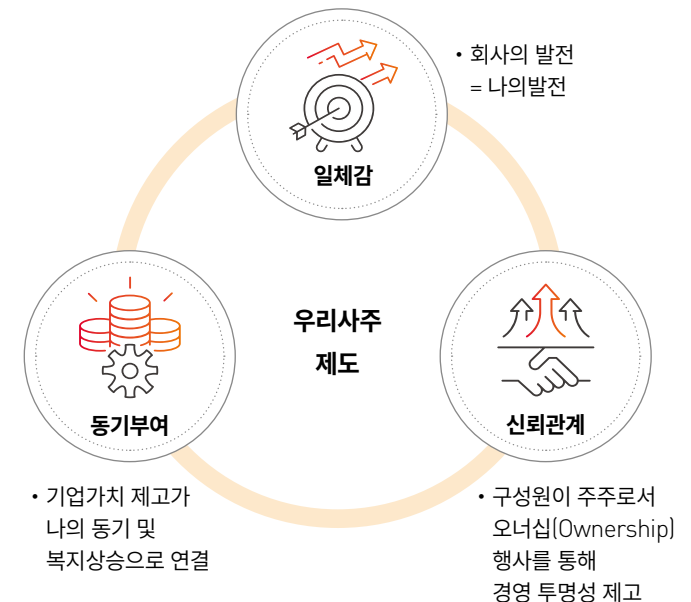 • 회사의 발전
= 나의발전
일체감
우리사주
제도
동기부여
신뢰관계
• 기업가치 제고가
나의 동기 및
복지상승으로 연결
• 구성원이 주주로서
오너십(Ownership)
행사를 통해
경영 투명성 제고